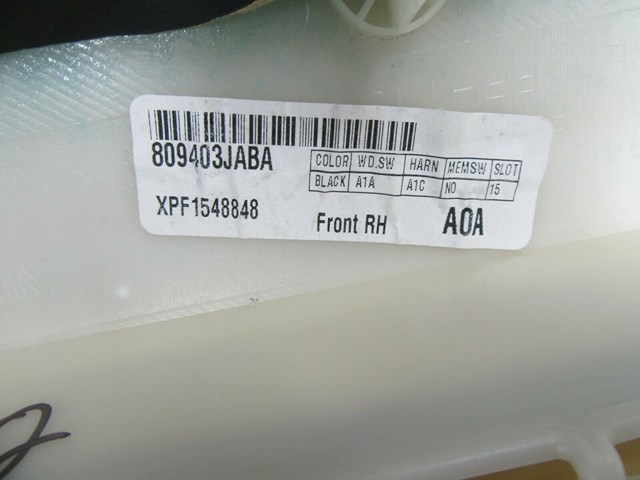 809403JABA
COLOR WD.SW HARN MEMSW SLOT
BLACK A1A A1C NO 15
XPF1548848
Front RH
A0A